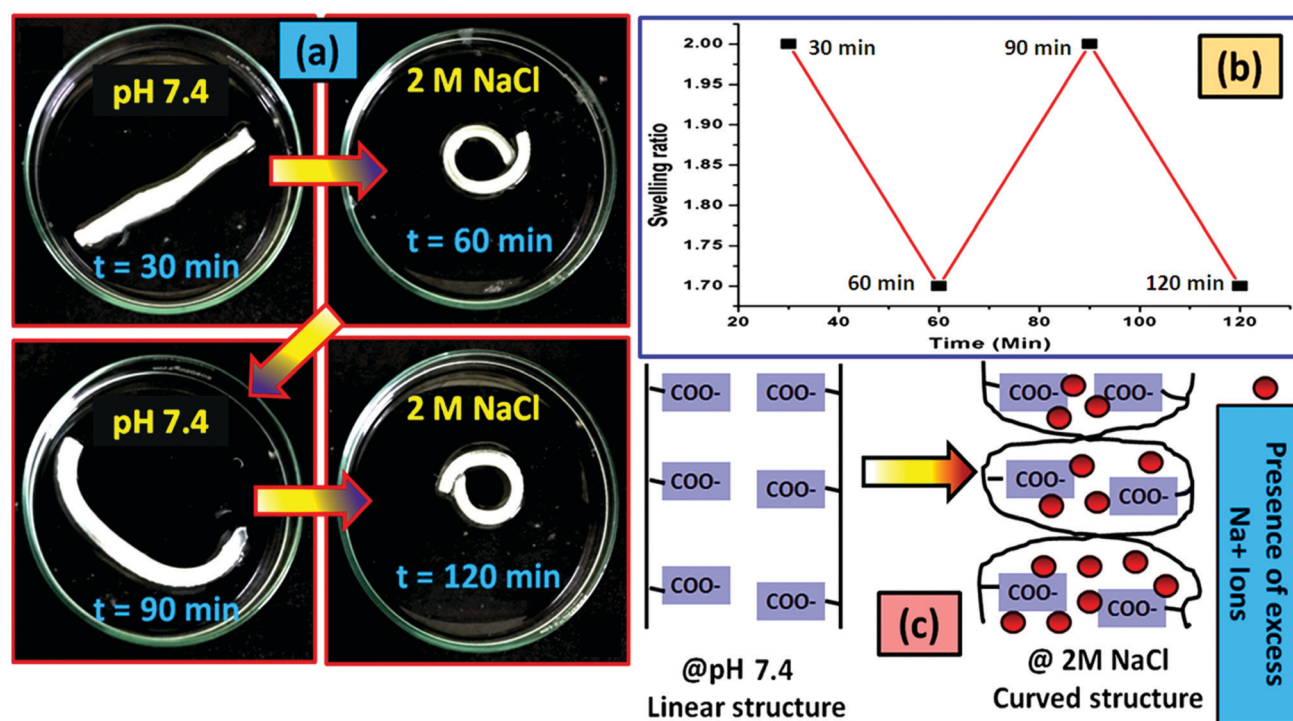 (a)
pH 7.4
t = 30 min
2 M NaCl
t = 60 min
pH 7.4
t = 90 min
2 M NaCl
t = 120 min
(b)
Swelling ratio
2.00
1.95
1.90
1.85
1.80
1.75
1.70
30 min
90 min
60 min
120 min
20 40 60 80 100 120
Time (Min)
COO- COO-
COO- COO-
COO- COO-
@pH 7.4
Linear structure
(c)
COO- COO-
COO- COO-
COO- COO-
@ 2M NaCl
Curved structure
Presence of excess
Na+ Ions